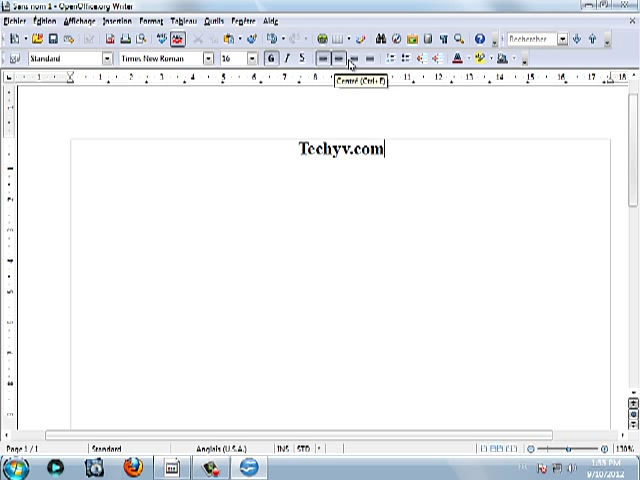 Sans nom 1 - OpenOffice.org Writer
Fichier Édition Affichage Insertion Format Tableau Outils Fenêtre Aide
Rechercher
Standard Times New Roman 16 G I S
Centré (Ctrl+E)
Techyv.com
Page 1 / 1 Standard Anglais (U.S.A.) INS STD * 130%
1:55 PM
9/10/2012